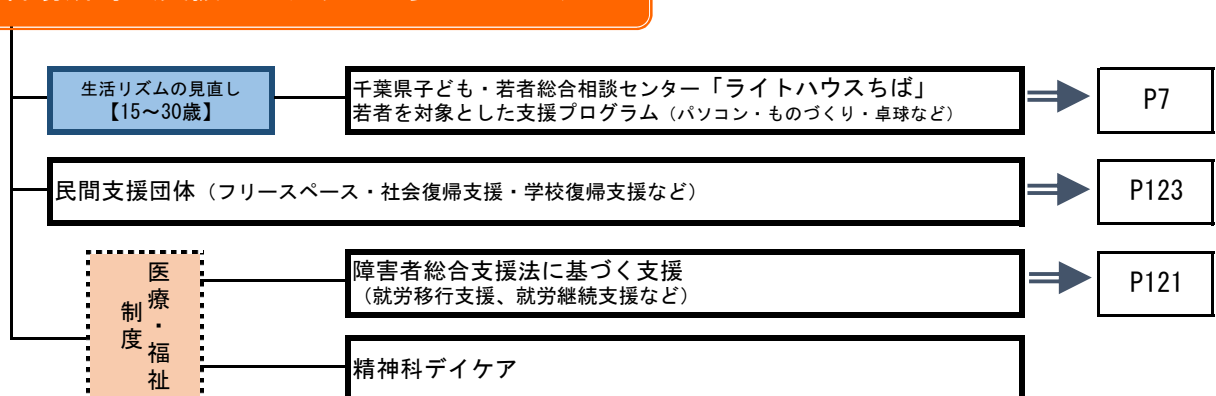 生活リズムの見直し
【15~30歳】
千葉県子ども・若者総合相談センター「ライトハウスちば」
若者を対象とした支援プログラム（パソコン・ものづくり・卓球など）
P7
民間支援団体（フリースペース・社会復帰支援・学校復帰支援など）
P123
医療・福祉
制度
障害者総合支援法に基づく支援
（就労移行支援、就労継続支援など）
P121
精神科デイケア